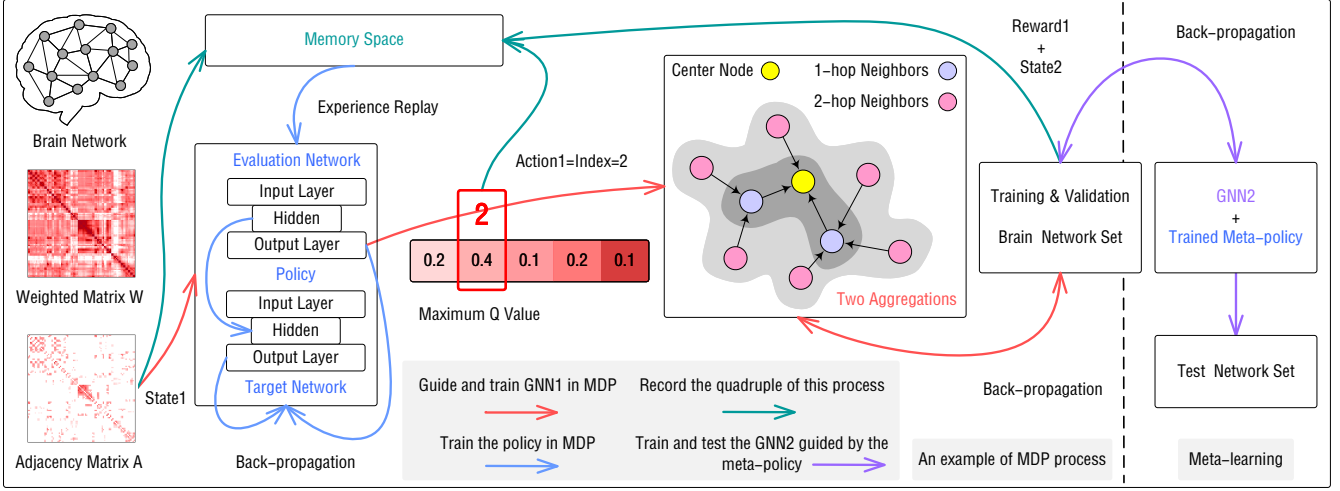 Brain Network
Weighted Matrix W
Adjacency Matrix A
State1
Memory Space
Experience Replay
Evaluation Network
Input Layer
Hidden
Output Layer
Policy
Input Layer
Hidden
Output Layer
Target Network
Back-propagation
Action1=Index=2
2
0.2 0.4 0.1 0.2 0.1
Maximum Q Value
Center Node
1-hop Neighbors
2-hop Neighbors
Two Aggregations
Reward1
+
State2
Training & Validation
Brain Network Set
Back-propagation
Back-propagation
GNN2
+
Trained Meta-policy
Test Network Set
Guide and train GNN1 in MDP
Record the quadruple of this process
Train the policy in MDP
Train and test the GNN2 guided by the
meta-policy
An example of MDP process
Meta-learning